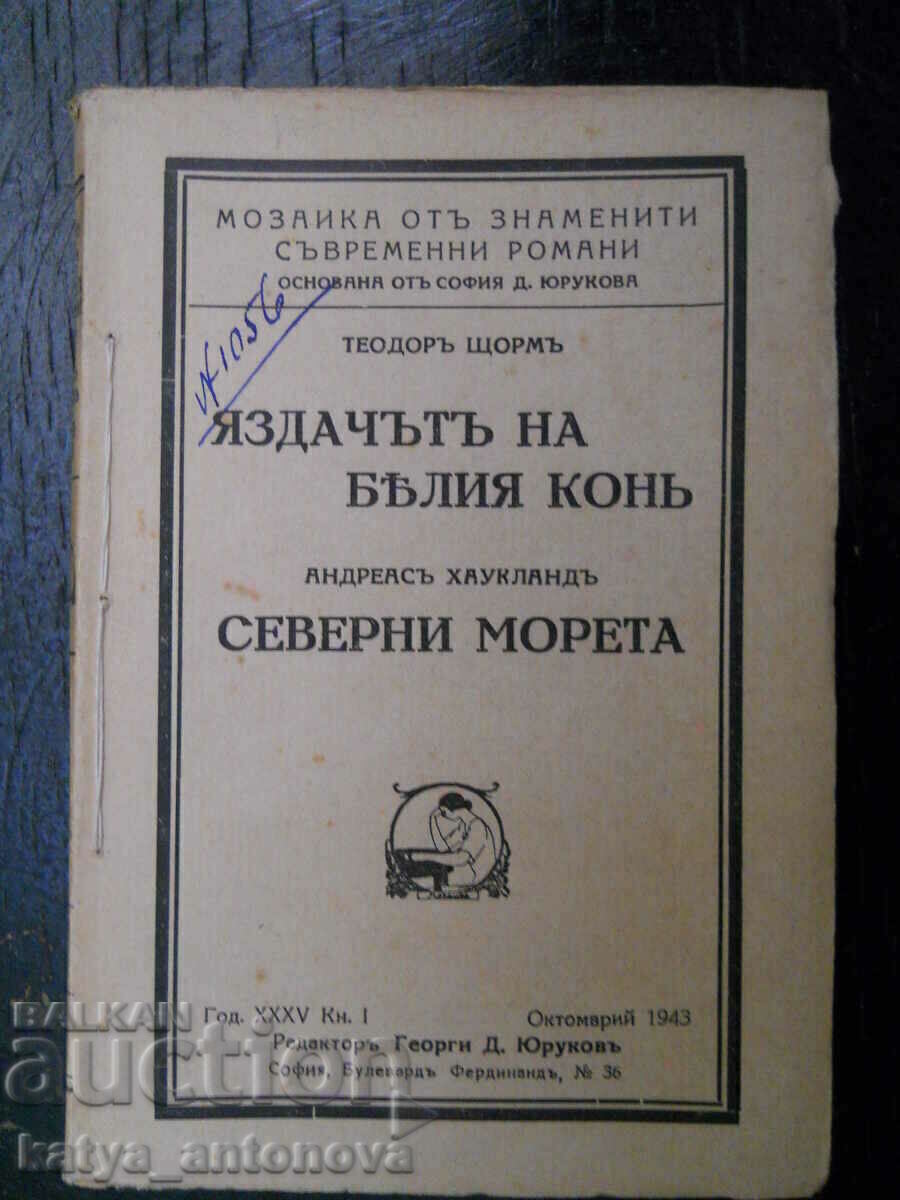 МОЗАИКА ОТЪ ЗНАМЕНИТИ
СЪВРЕМЕННИ РОМАНИ
ОСНОВАНА ОТЪ СОФИЯ Д. ЮРУКОВА
N 1056
ТЕОДОРЪ ЩОРМЪ
ЯЗДАЧЪТЪ НА
БѢЛИЯ КОНЬ
АНДРЕАСЪ ХАУКЛАНДЪ
СЕВЕРНИ МОРЕТА
Год. XXXV Кн. I Октомврий 1943
Редакторъ Георги Д. Юруковъ
София, Булевардъ Фердинандъ, № 36
BALKAN
auction
katya_antonova